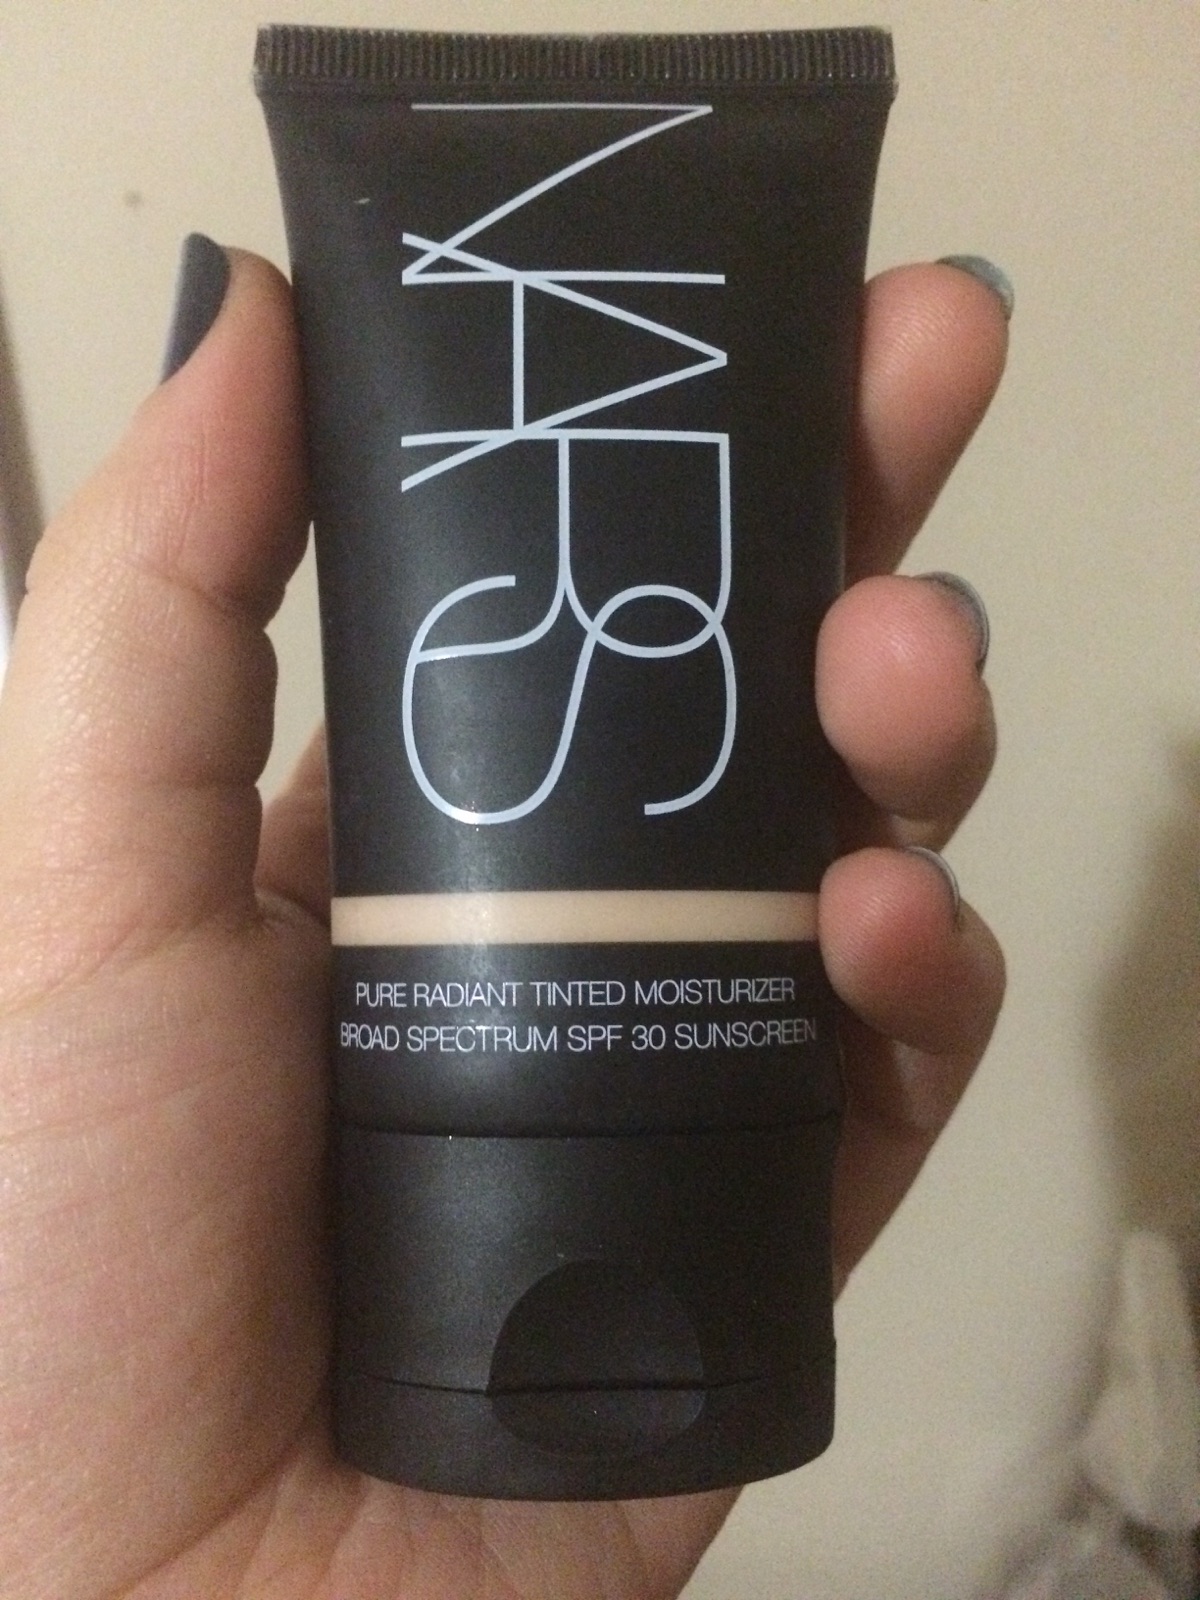 NARS
PURE RADIANT TINTED MOISTURIZER
BROAD SPECTRUM SPF 30 SUNSCREEN